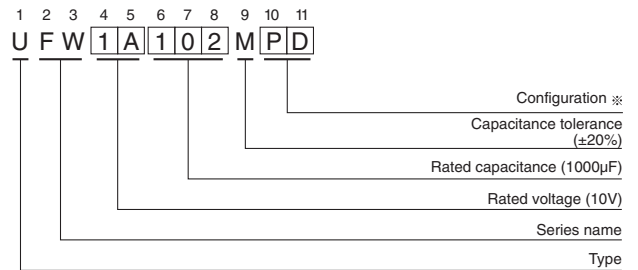 1 2 3 4 5 6 7 8 9 10 11
U F W 1 A 1 0 2 M P D
Configuration ※
Capacitance tolerance
(±20%)
Rated capacitance (1000µF)
Rated voltage (10V)
Series name
Type